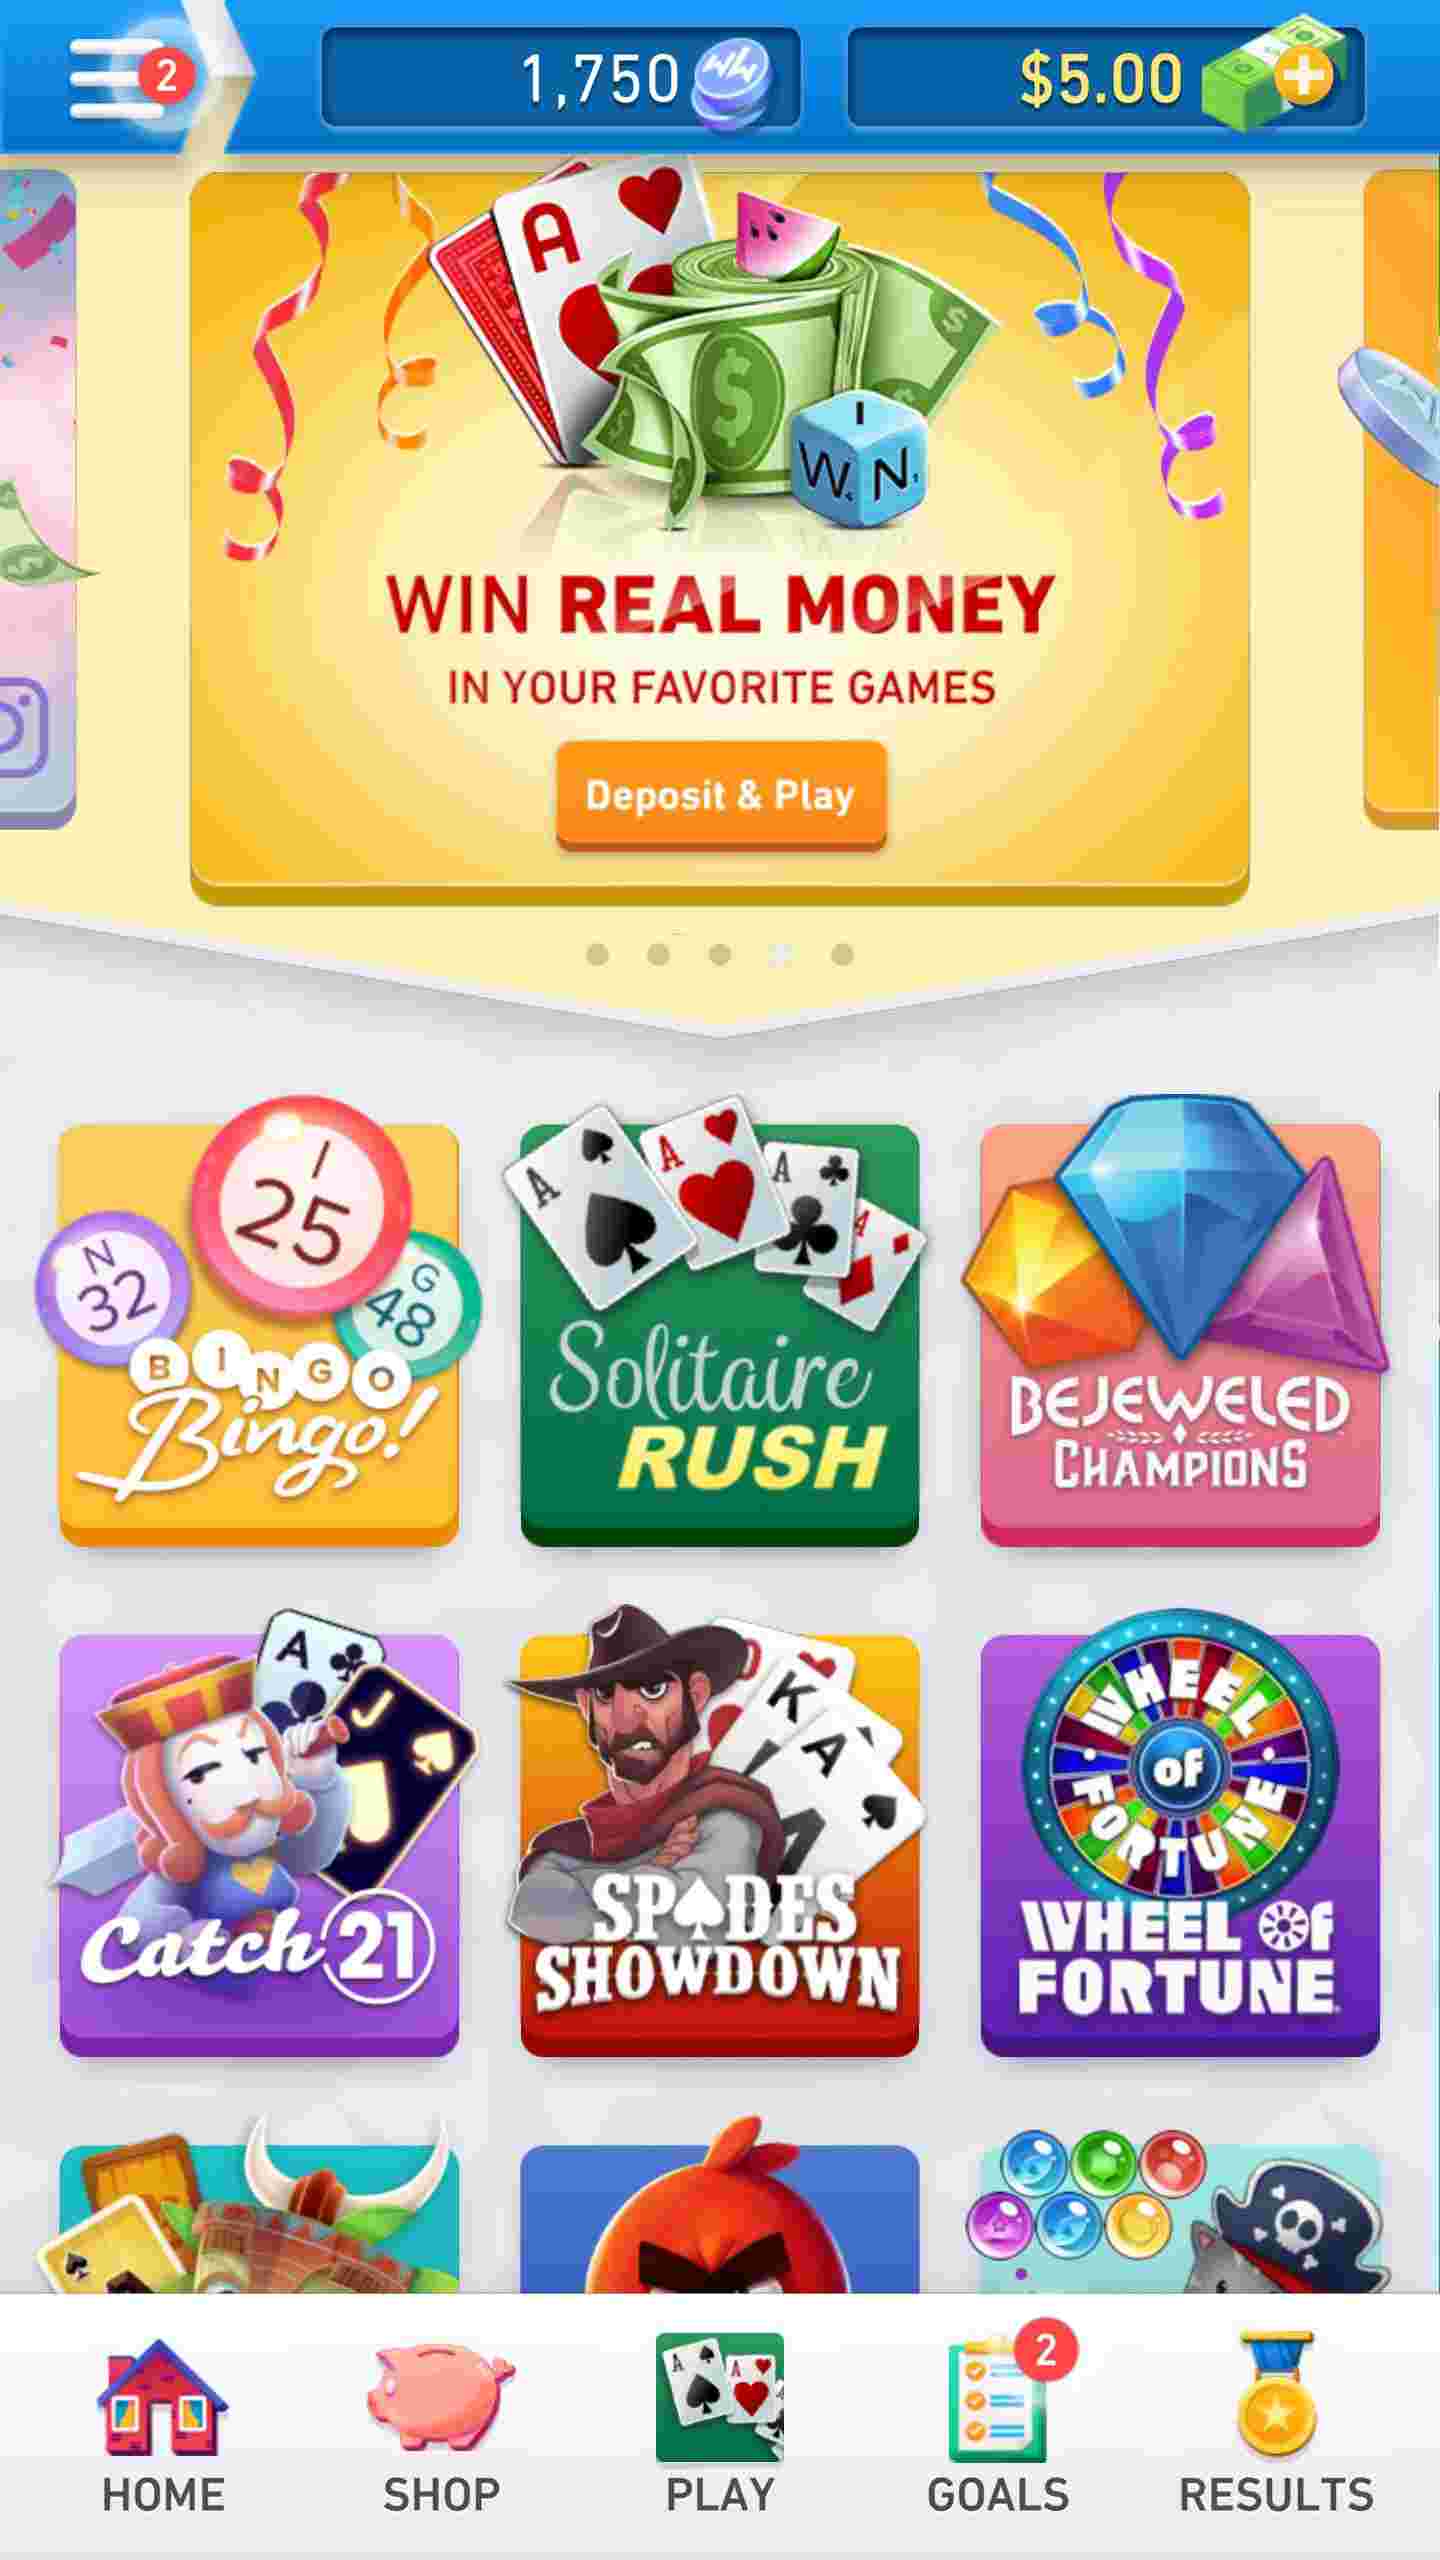 2
1,750
$5.00
A
W I N
WIN REAL MONEY
IN YOUR FAVORITE GAMES
Deposit & Play
I
25
N
32
G
48
BINGO
Bingo!
A A A A
Solitaire
RUSH
BEJEWELED
CHAMPIONS
A
J
Catch 21
K
A
SPADES
SHOWDOWN
WHEEL
of
FORTUNE
WHEEL of
FORTUNE
2
A A
HOME
SHOP
PLAY
GOALS
RESULTS